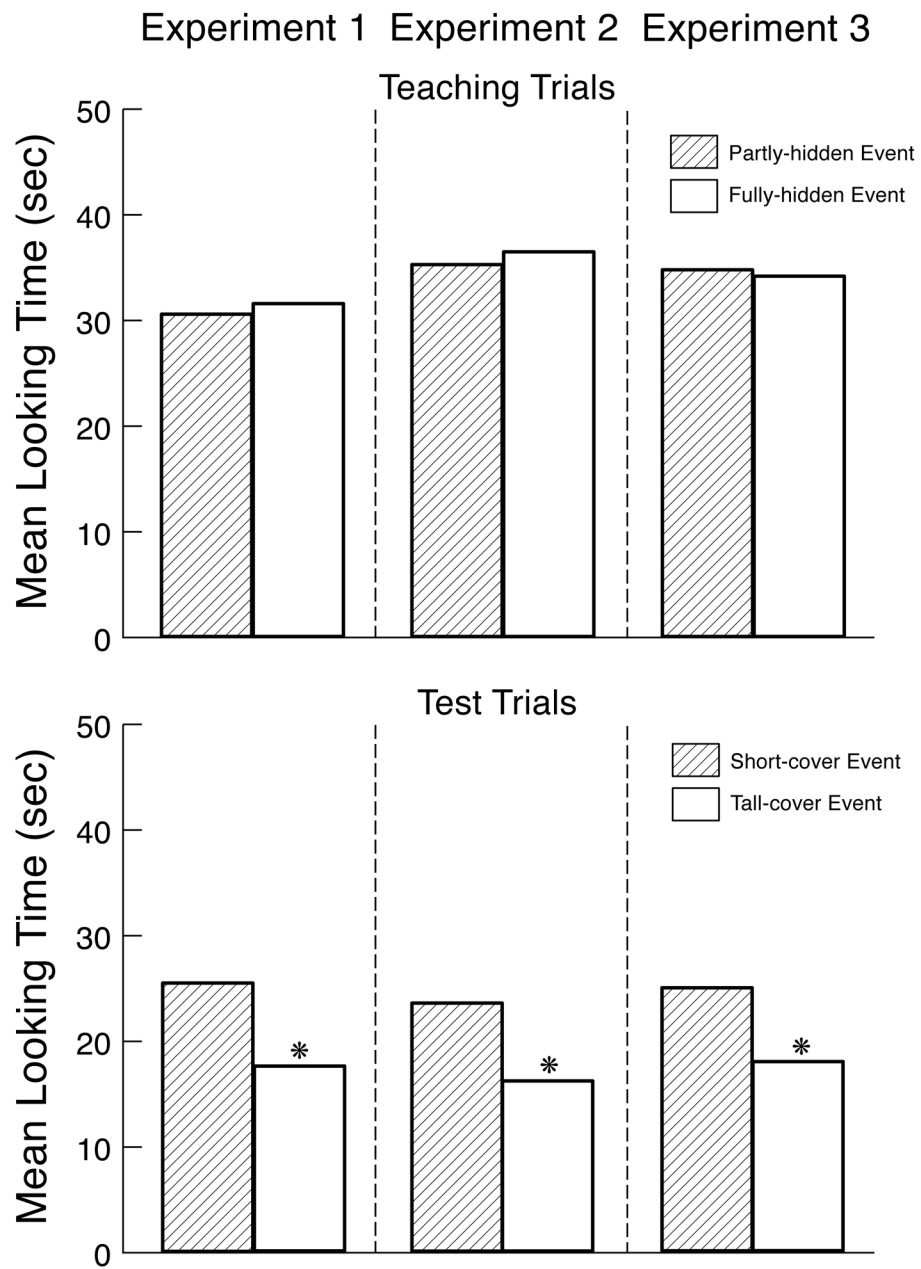 Experiment 1 Experiment 2 Experiment 3
Teaching Trials
Mean Looking Time (sec)
50
40
30
20
10
0
Partly-hidden Event
Fully-hidden Event
Test Trials
Mean Looking Time (sec)
50
40
30
20
10
0
Short-cover Event
Tall-cover Event
* * *